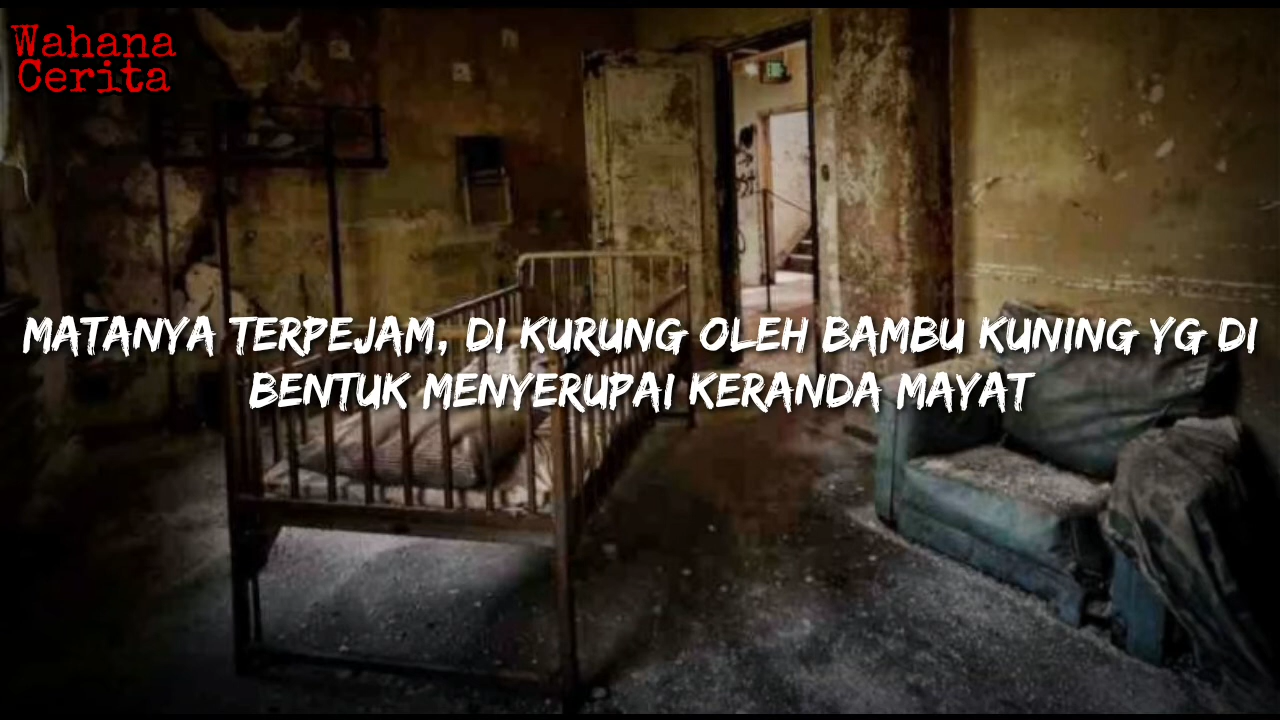 Wahana
Cerita
MATANYA TERPEJAM, DI KURUNG OLEH BAMBU KUNING YG DI
BENTUK MENYERUPAI KERANDA MAYAT